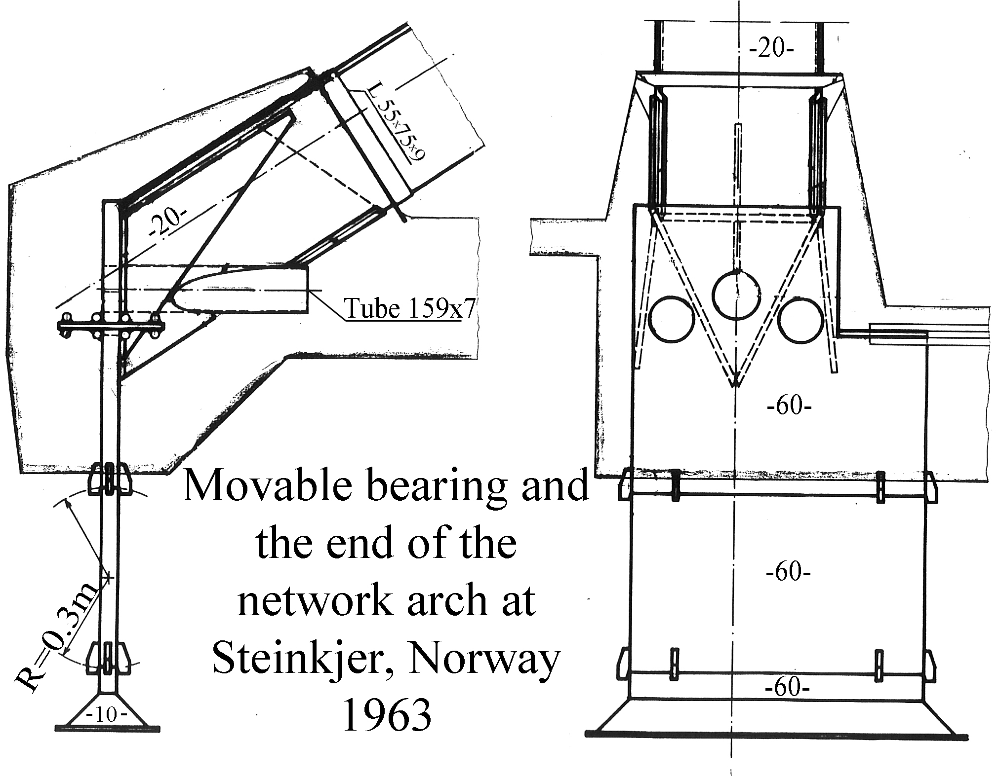 -20-
L 55x75x9
-20-
Tube 159x7
-60-
Movable bearing and
the end of the
network arch at
Steinkjer, Norway
1963
-60-
R=0.3m
-60-
-10-